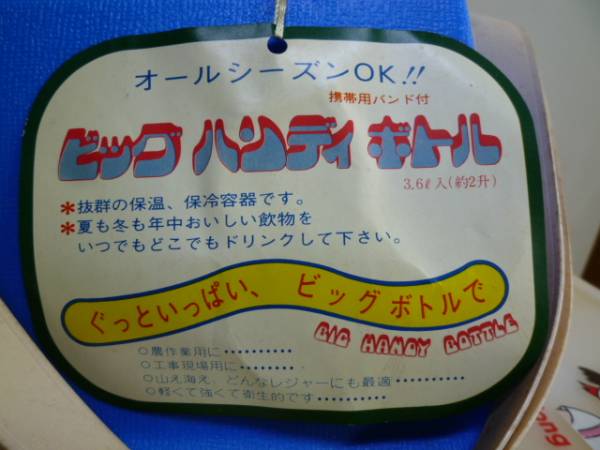 オールシーズンOK!!
携帯用バンド付
ビッグ ハンディ ボトル
3.6ℓ入(約2升)
*抜群の保温、保冷容器です。
*夏も冬も年中おいしい飲物を
いつでもどこでもドリンクして下さい。
ぐっといっぱい、 ビッグボトルで
BIG HANDY BOTTLE
○農作業用に・・・・・・・・・
○工事現場用に・・・・・・・・
○山え海え、どんなレジャーにも最適・・・・・・・・・
○軽くて強くて衛生的です・・・・・・・・・